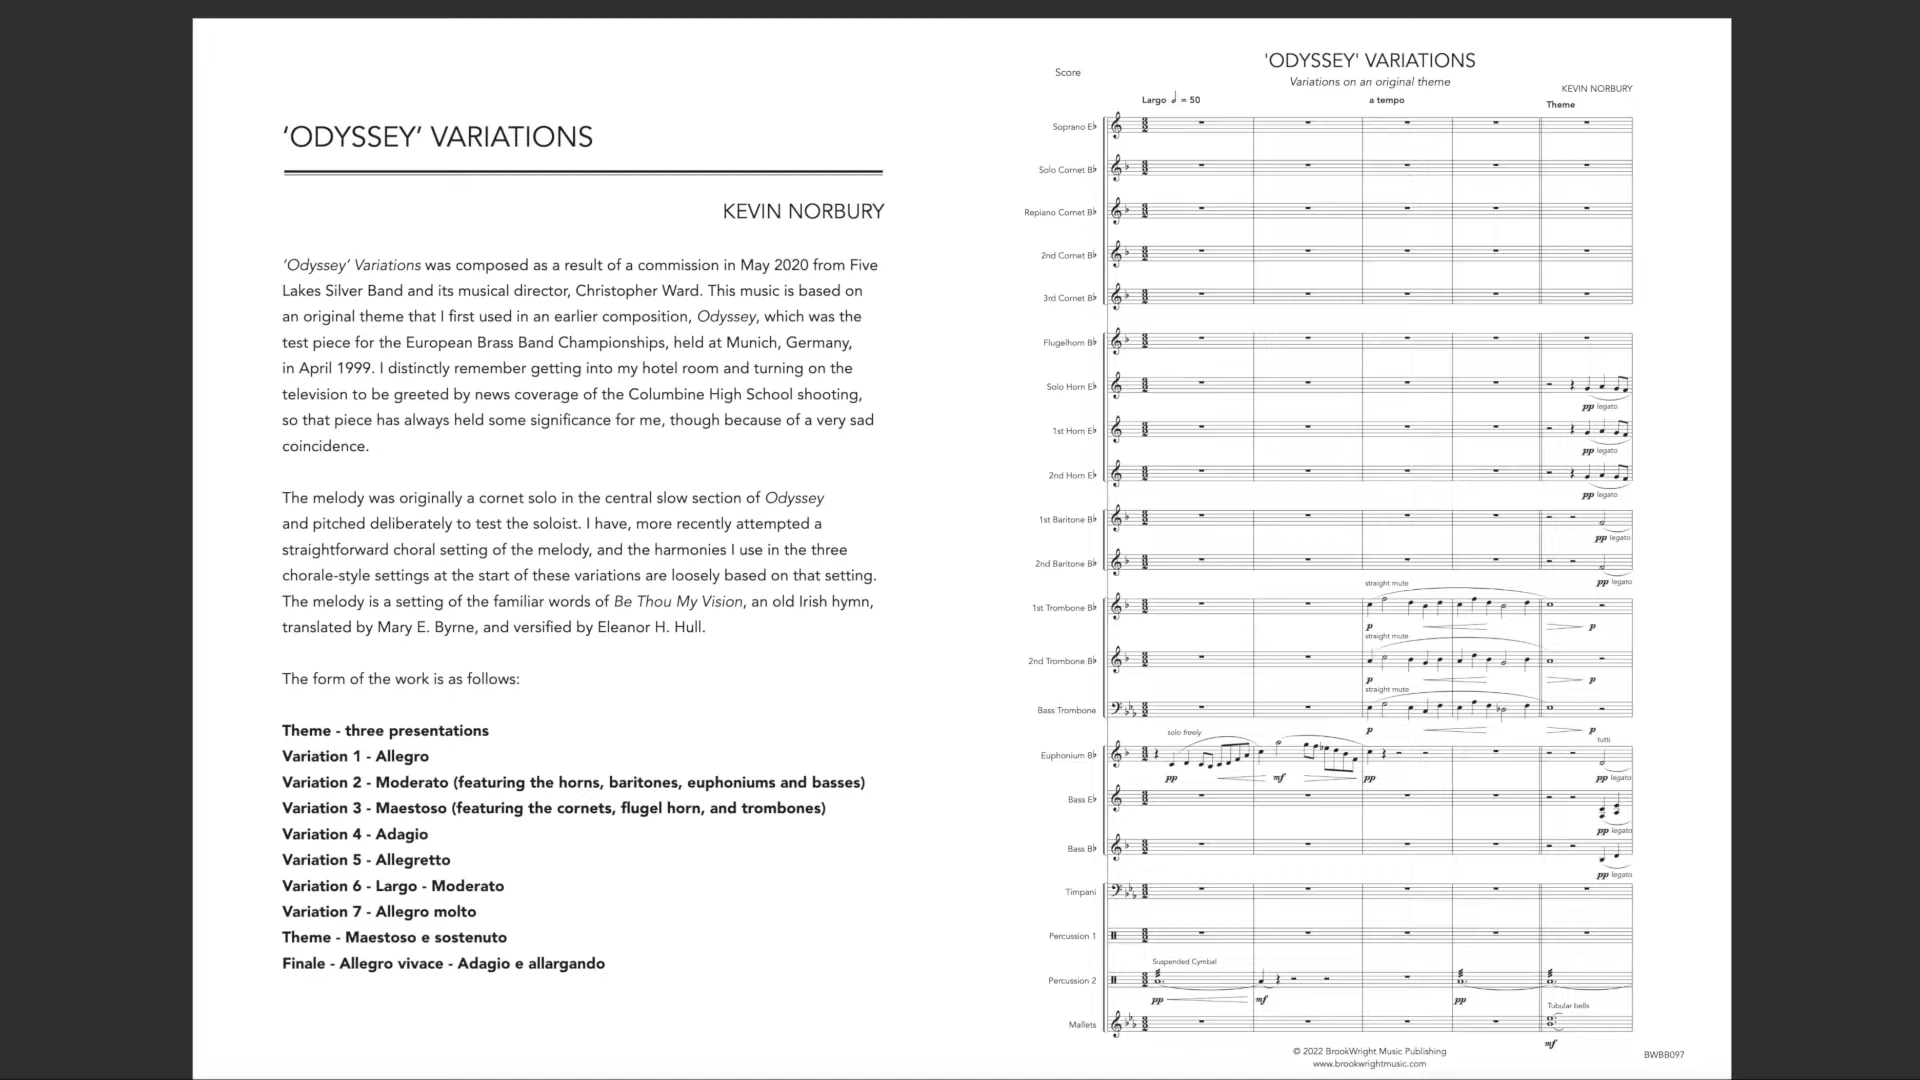 ‘ODYSSEY’ VARIATIONS
KEVIN NORBURY
‘Odyssey’ Variations was composed as a result of a commission in May 2020 from Five
Lakes Silver Band and its musical director, Christopher Ward. This music is based on
an original theme that I first used in an earlier composition, Odyssey, which was the
test piece for the European Brass Band Championships, held at Munich, Germany,
in April 1999. I distinctly remember getting into my hotel room and turning on the
television to be greeted by news coverage of the Columbine High School shooting,
so that piece has always held some significance for me, though because of a very sad
coincidence.
The melody was originally a cornet solo in the central slow section of Odyssey
and pitched deliberately to test the soloist. I have, more recently attempted a
straightforward choral setting of the melody, and the harmonies I use in the three
chorale-style settings at the start of these variations are loosely based on that setting.
The melody is a setting of the familiar words of Be Thou My Vision, an old Irish hymn,
translated by Mary E. Byrne, and versified by Eleanor H. Hull.
The form of the work is as follows:
Theme - three presentations
Variation 1 - Allegro
Variation 2 - Moderato (featuring the horns, baritones, euphoniums and basses)
Variation 3 - Maestoso (featuring the cornets, flugel horn, and trombones)
Variation 4 - Adagio
Variation 5 - Allegretto
Variation 6 - Largo - Moderato
Variation 7 - Allegro molto
Theme - Maestoso e sostenuto
Finale - Allegro vivace - Adagio e allargando
Score
'ODYSSEY' VARIATIONS
Variations on an original theme
KEVIN NORBURY
Largo 𝅗𝅥 = 50
a tempo
Theme
Soprano E♭
Solo Cornet B♭
Repiano Cornet B♭
2nd Cornet B♭
3rd Cornet B♭
Flugelhorn B♭
Solo Horn E♭
pp legato
1st Horn E♭
pp legato
2nd Horn E♭
pp legato
1st Baritone B♭
pp legato
2nd Baritone B♭
pp legato
straight mute
1st Trombone B♭
p p
straight mute
2nd Trombone B♭
p p
straight mute
Bass Trombone
p p
solo freely
tutti
Euphonium B♭
pp mf pp pp legato
Bass E♭
pp legato
Bass B♭
pp legato
Timpani
Percussion 1
Suspended Cymbal
Percussion 2
pp mf pp
Tubular bells
Mallets
mf
© 2022 BrookWright Music Publishing
www.brookwrightmusic.com
BWBB097